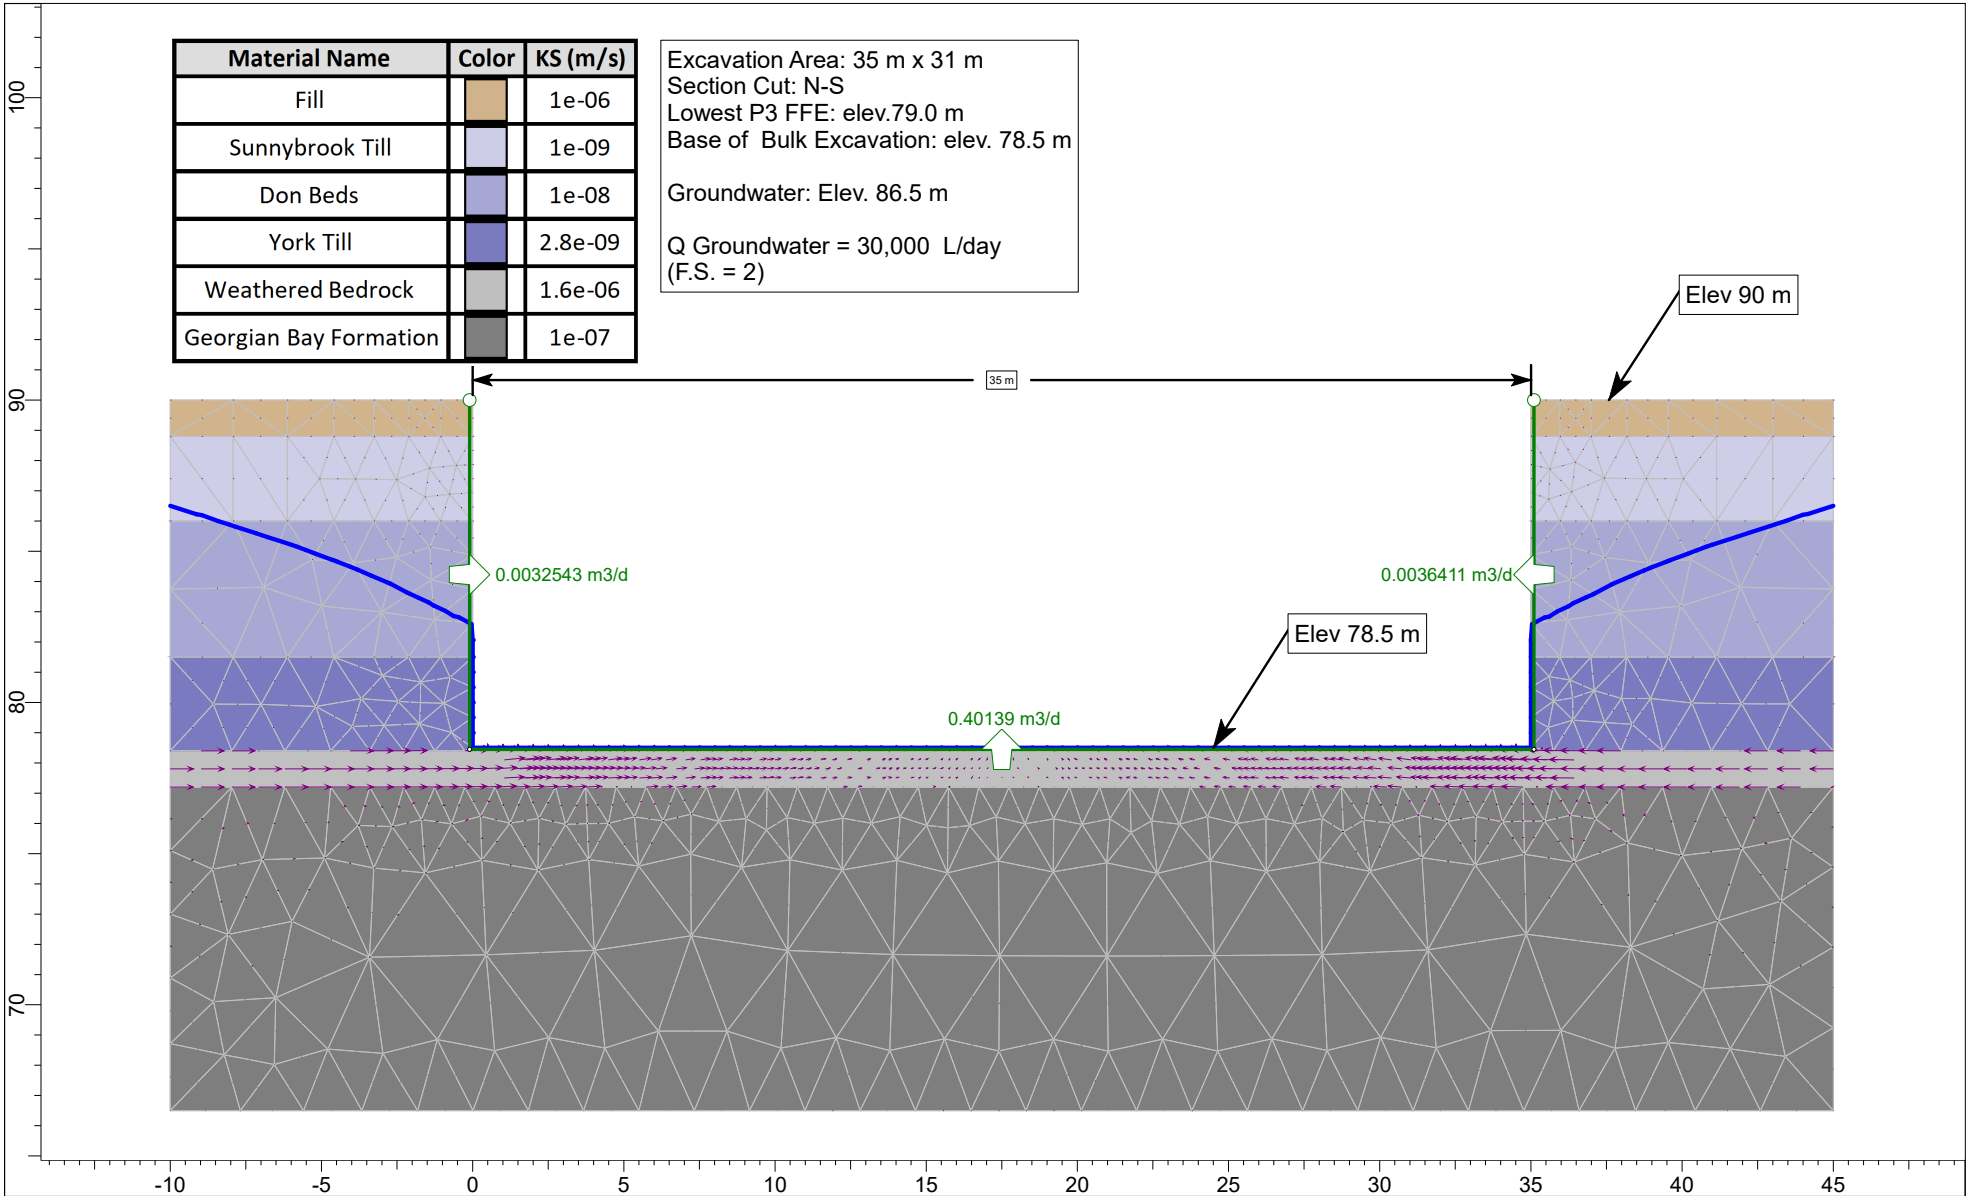 Material Name Color KS (m/s)
Fill 1e-06
Sunnybrook Till 1e-09
Don Beds 1e-08
York Till 2.8e-09
Weathered Bedrock 1.6e-06
Georgian Bay Formation 1e-07
Excavation Area: 35 m x 31 m
Section Cut: N-S
Lowest P3 FFE: elev.79.0 m
Base of Bulk Excavation: elev. 78.5 m
Groundwater: Elev. 86.5 m
Q Groundwater = 30,000 L/day
(F.S. = 2)
Elev 90 m
35 m
0.0032543 m3/d
0.0036411 m3/d
Elev 78.5 m
0.40139 m3/d
100
90
80
70
-10 -5 0 5 10 15 20 25 30 35 40 45